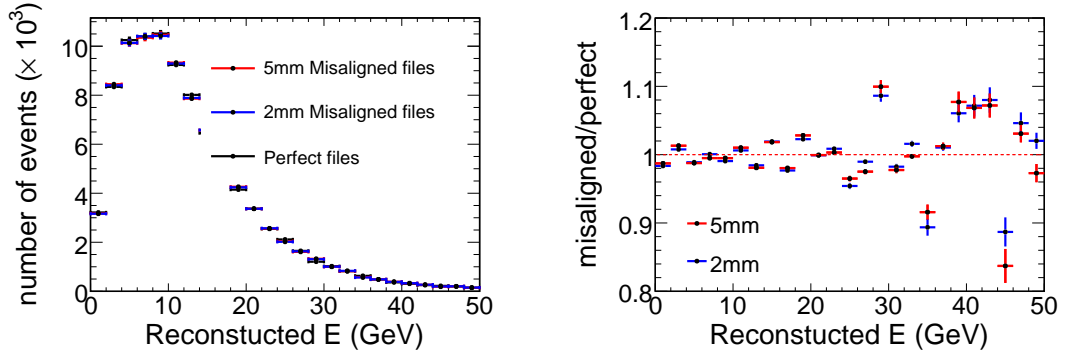 number of events (× 10³)
10
8
6
4
2
0
5mm Misaligned files
2mm Misaligned files
Perfect files
0 10 20 30 40 50
Reconstucted E (GeV)
misaligned/perfect
1.2
1.1
1
0.9
0.8
5mm
2mm
0 10 20 30 40 50
Reconstucted E (GeV)